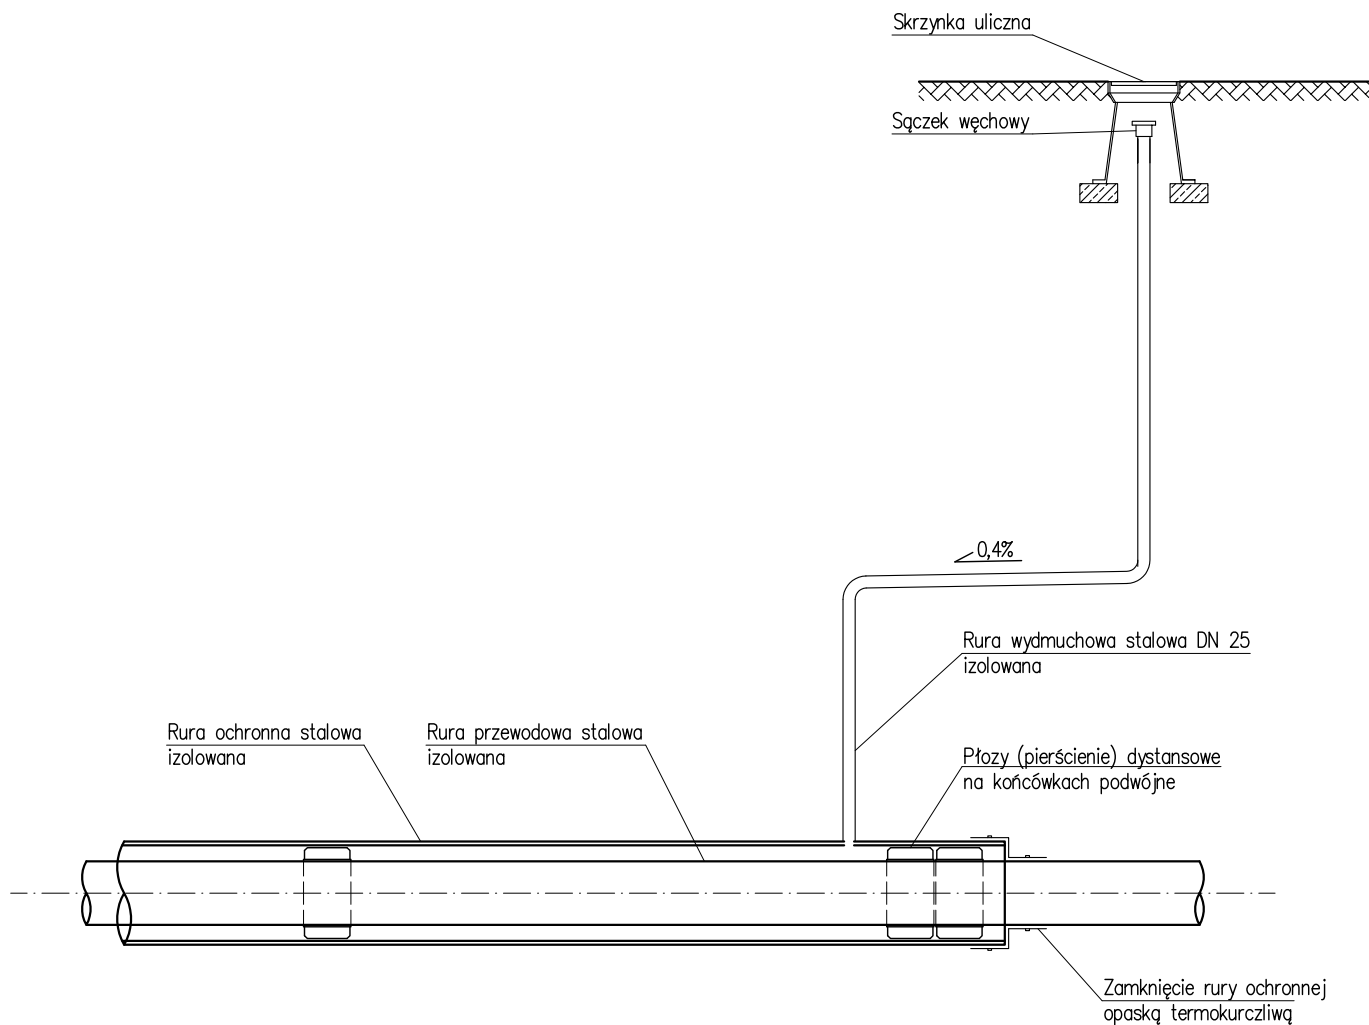 Skrzynka uliczna
Sączek węchowy
0,4%
Rura wydmuchowa stalowa DN 25
izolowana
Rura ochronna stalowa
izolowana
Rura przewodowa stalowa
izolowana
Płozy (pierścienie) dystansowe
na końcówkach podwójne
Zamknięcie rury ochronnej
opaską termokurczliwą